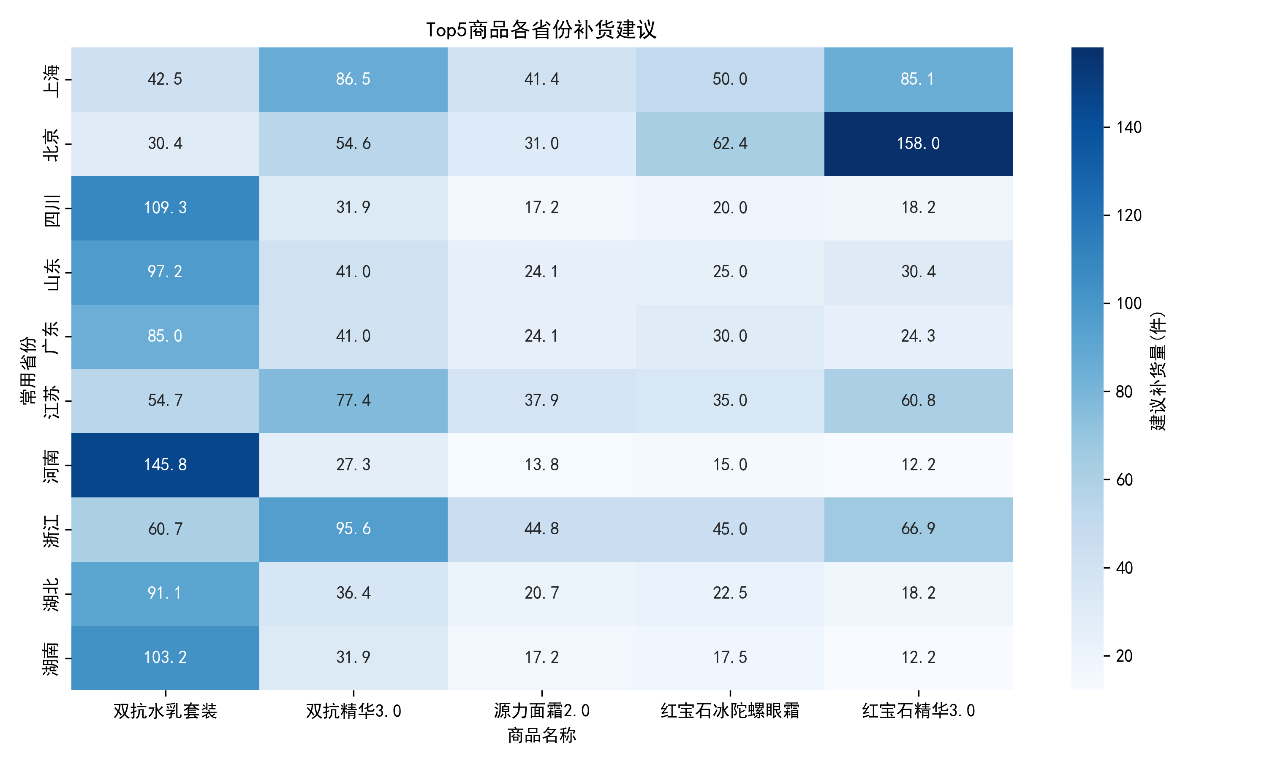 Top5商品各省份补货建议
常用省份
上海 42.5 86.5 41.4 50.0 85.1
北京 30.4 54.6 31.0 62.4 158.0
四川 109.3 31.9 17.2 20.0 18.2
山东 97.2 41.0 24.1 25.0 30.4
广东 85.0 41.0 24.1 30.0 24.3
江苏 54.7 77.4 37.9 35.0 60.8
河南 145.8 27.3 13.8 15.0 12.2
浙江 60.7 95.6 44.8 45.0 66.9
湖北 91.1 36.4 20.7 22.5 18.2
湖南 103.2 31.9 17.2 17.5 12.2
双抗水乳套装 双抗精华3.0 源力面霜2.0 红宝石冰陀螺眼霜 红宝石精华3.0
商品名称
140
120
100
80
60
40
20
建议补货量(件)